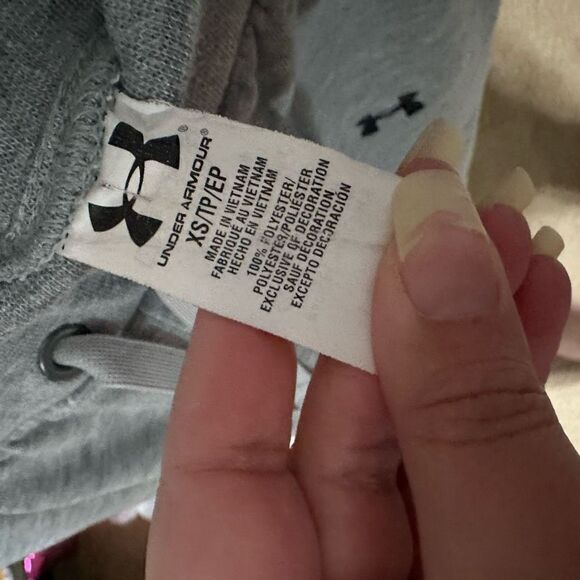 UNDER ARMOUR®
XS/TP/EP
MADE IN VIETNAM
FABRIQUÉ AU VIETNAM
HECHO EN VIETNAM
100% POLYESTER/
POLYESTER/POLIÉSTER
EXCLUSIVE OF DECORATION
SAUF DÉCORATION
EXCEPTO DECORACIÓN